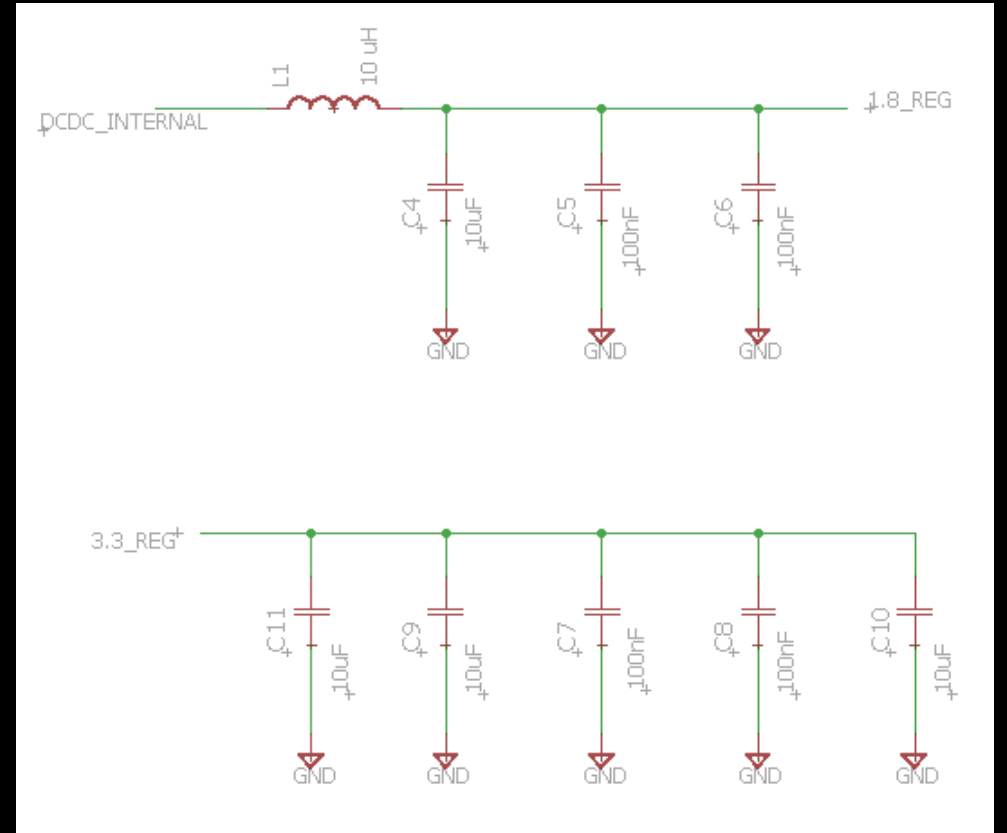 L1
10 uH
DCDC_INTERNAL
1.8_REG
C4
10uF
C5
100nF
C6
100nF
GND
GND
GND
3.3_REG
C11
10uF
C9
10uF
C7
100nF
C8
100nF
C10
10uF
GND
GND
GND
GND
GND